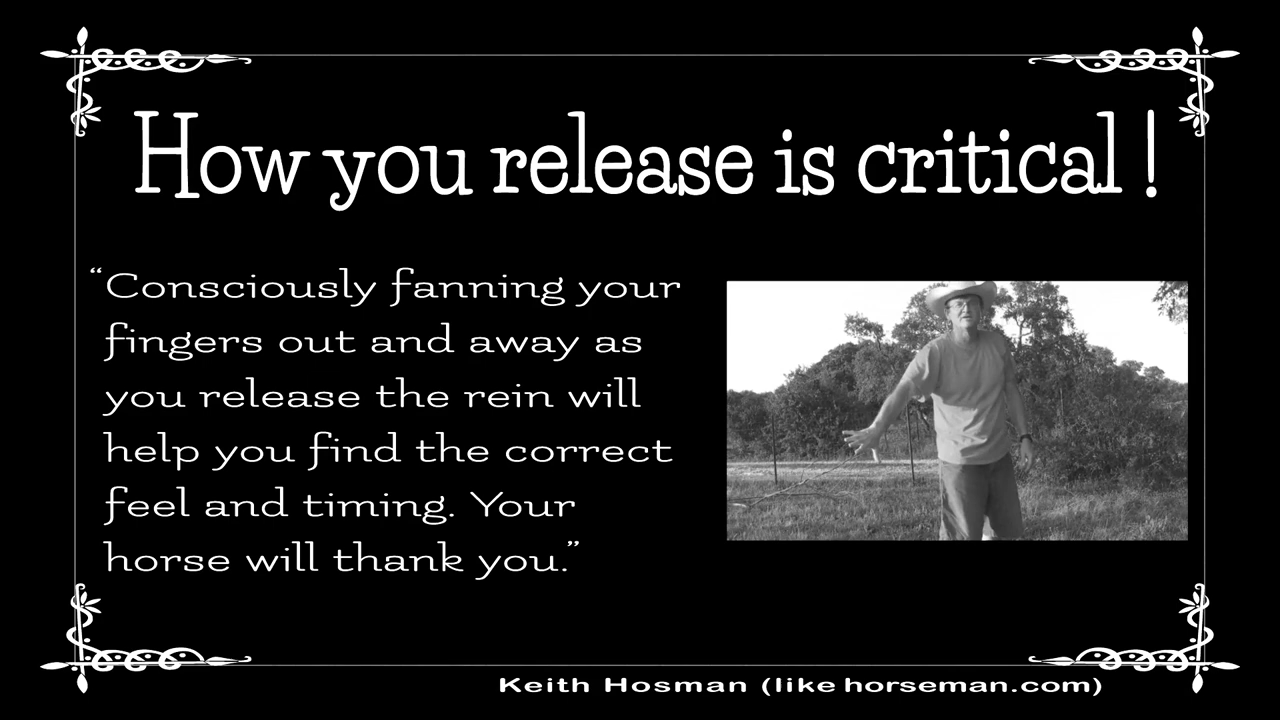 How you release is critical !
“Consciously fanning your
fingers out and away as
you release the rein will
help you find the correct
feel and timing. Your
horse will thank you.”
Keith Hosman (like horseman.com)